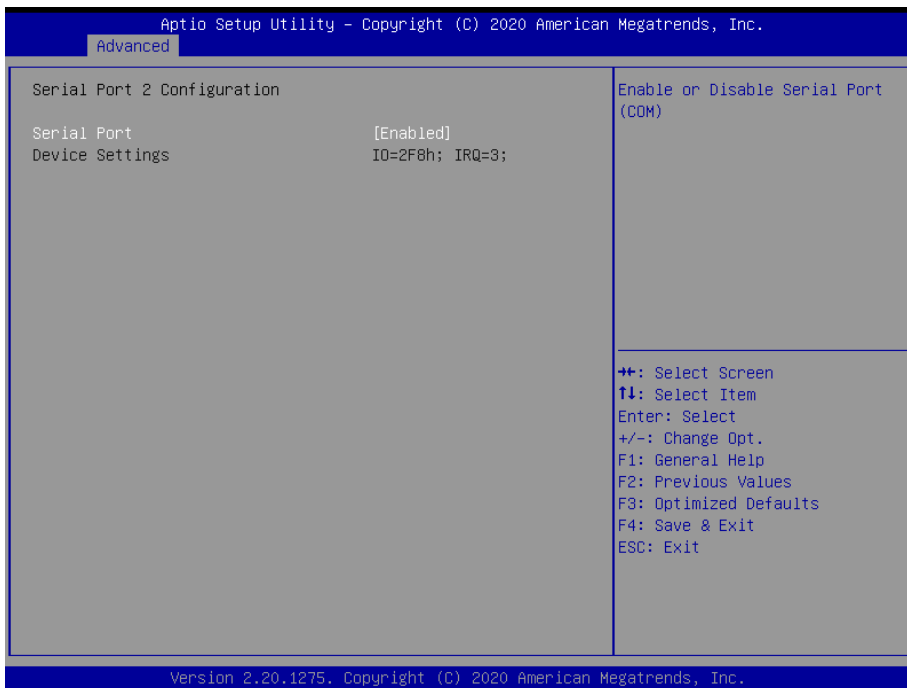 Aptio Setup Utility – Copyright (C) 2020 American Megatrends, Inc.
Advanced
Serial Port 2 Configuration
Serial Port [Enabled]
Device Settings IO=2F8h; IRQ=3;
Enable or Disable Serial Port
(COM)
→←: Select Screen
↑↓: Select Item
Enter: Select
+/-: Change Opt.
F1: General Help
F2: Previous Values
F3: Optimized Defaults
F4: Save & Exit
ESC: Exit
Version 2.20.1275. Copyright (C) 2020 American Megatrends, Inc.